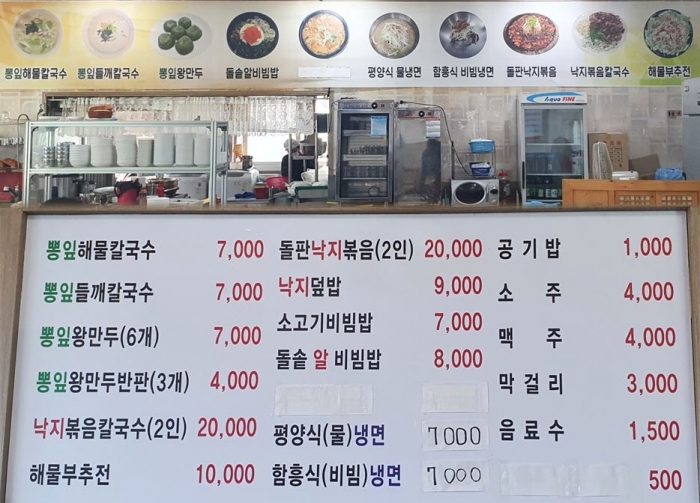 뽕잎해물칼국수 뽕잎들깨칼국수 뽕잎왕만두 돌솥알비빔밥 평양식 물냉면 함흥식 비빔냉면 돌판낙지볶음 낙지볶음칼국수 해물부추전
Aqua FINE
뽕잎해물칼국수 7,000
뽕잎들깨칼국수 7,000
뽕잎왕만두(6개) 7,000
뽕잎왕만두반판(3개) 4,000
낙지볶음칼국수(2인) 20,000
해물부추전 10,000
돌판낙지볶음(2인) 20,000
낙지덮밥 9,000
소고기비빔밥 7,000
돌솥 알 비빔밥 8,000
평양식(물)냉면 7000
함흥식(비빔)냉면 7000
공기밥 1,000
소주 4,000
맥주 4,000
막걸리 3,000
음료수 1,500
500